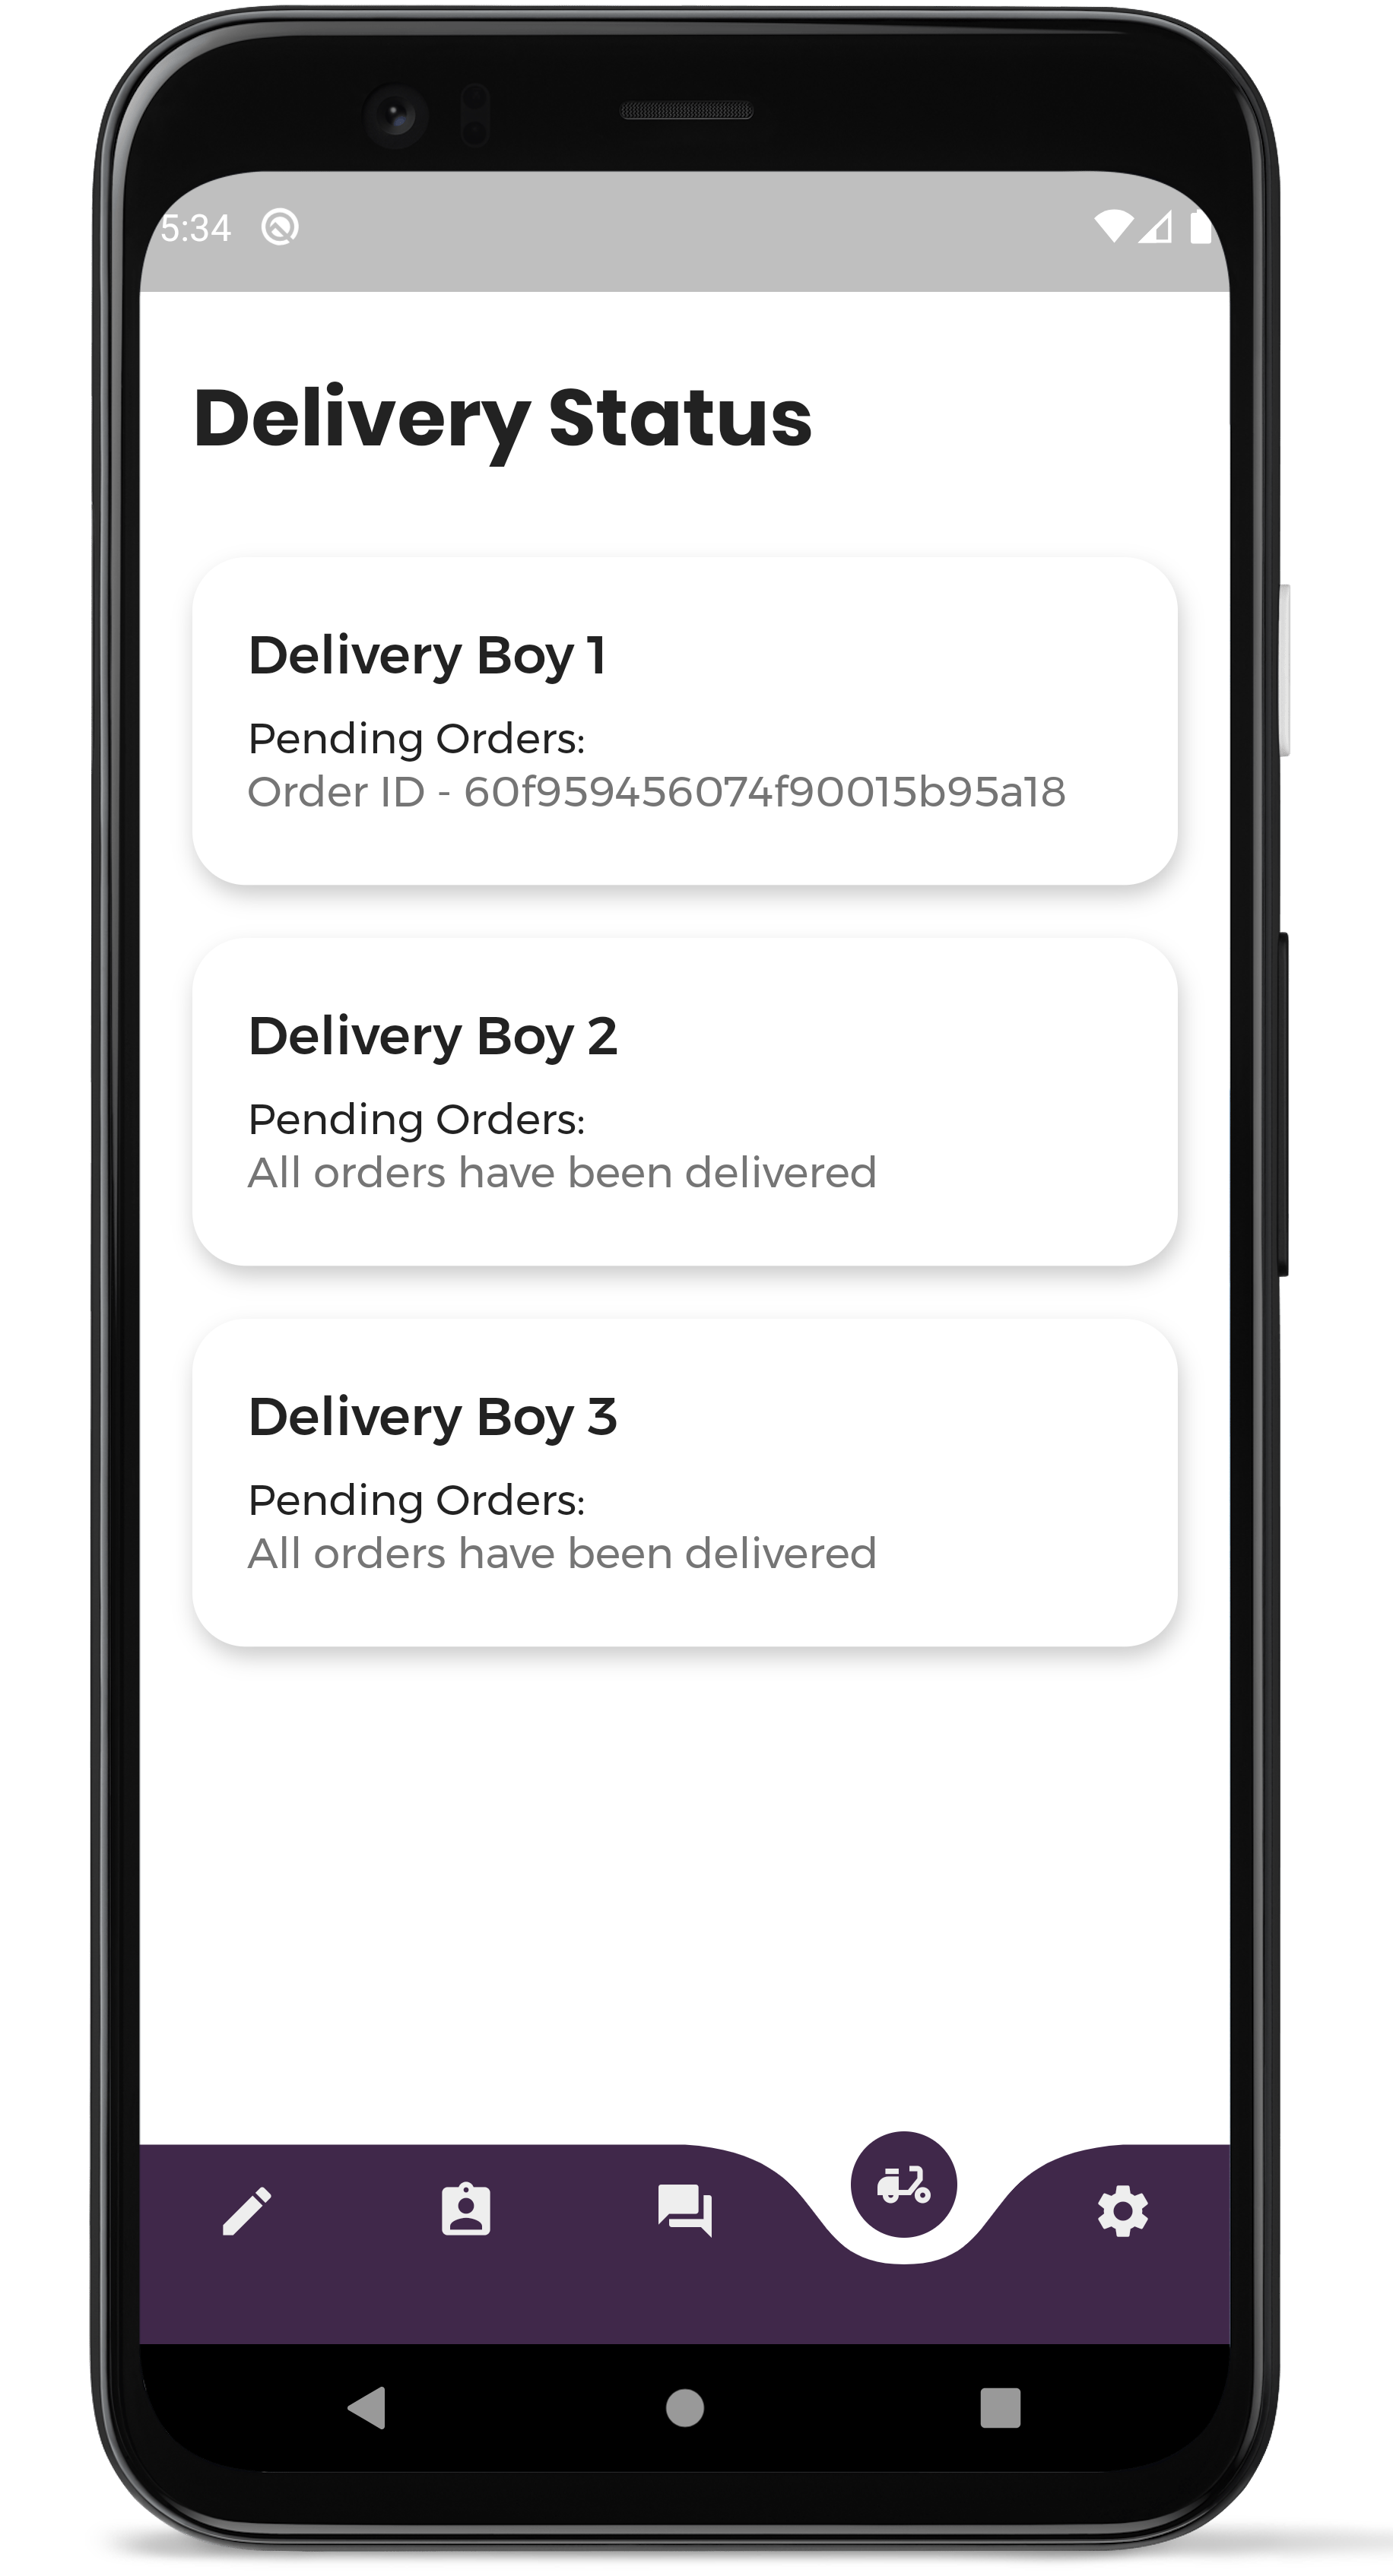 5:34
Delivery Status
Delivery Boy 1
Pending Orders:
Order ID - 60f959456074f90015b95a18
Delivery Boy 2
Pending Orders:
All orders have been delivered
Delivery Boy 3
Pending Orders:
All orders have been delivered